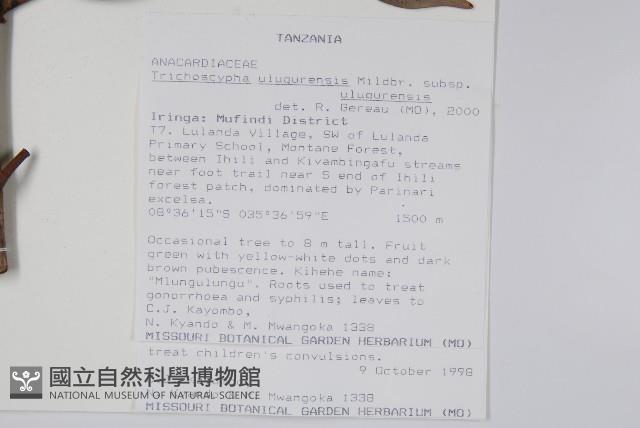 TANZANIA
ANACARDIACEAE
Trichoscypha ulugurensis Mildbr. subsp.
ulugurensis
det. R. Gereau (MO), 2000
Iringa: Mufindi District
T7. Lulanda Village, SW of Lulanda
Primary School, Montane Forest,
between Ihili and Kivambingafu streams
near foot trail near S end of Ihili
forest patch, dominated by Parinari
excelsa.
08°36'15"S 035°36'59"E 1500 m
Occasional tree to 8 m tall. Fruit
green with yellow-white dots and dark
brown pubescence. Kihehe name:
"Mlungulungu". Roots used to treat
gonorrhoea and syphilis; leaves to
C.J. Kayombo,
N. Kyando & M. Mwangoka 1338
MISSOURI BOTANICAL GARDEN HERBARIUM (MO)
treat children's convulsions.
9 October 1998
Mwangoka 1338
MISSOURI BOTANICAL GARDEN HERBARIUM (MO)
國立自然科學博物館
NATIONAL MUSEUM OF NATURAL SCIENCE